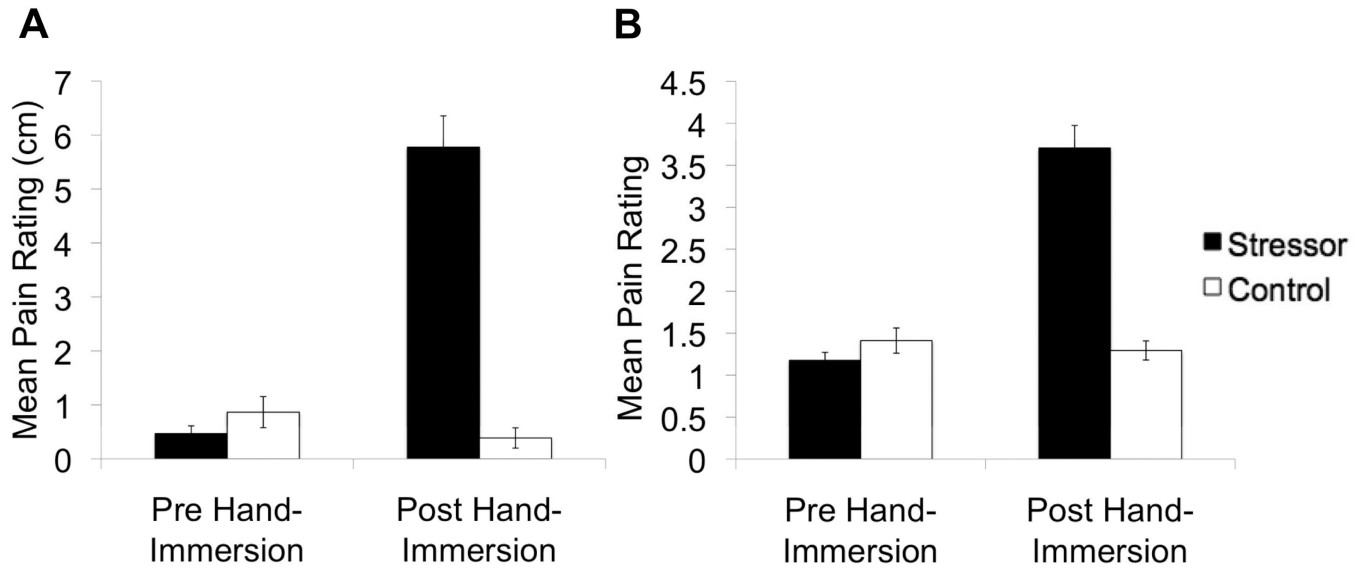 A
Mean Pain Rating (cm)
7
6
5
4
3
2
1
0
Pre Hand-
Immersion
Post Hand-
Immersion
B
Mean Pain Rating
4.5
4
3.5
3
2.5
2
1.5
1
0.5
0
Pre Hand-
Immersion
Post Hand-
Immersion
Stressor
Control